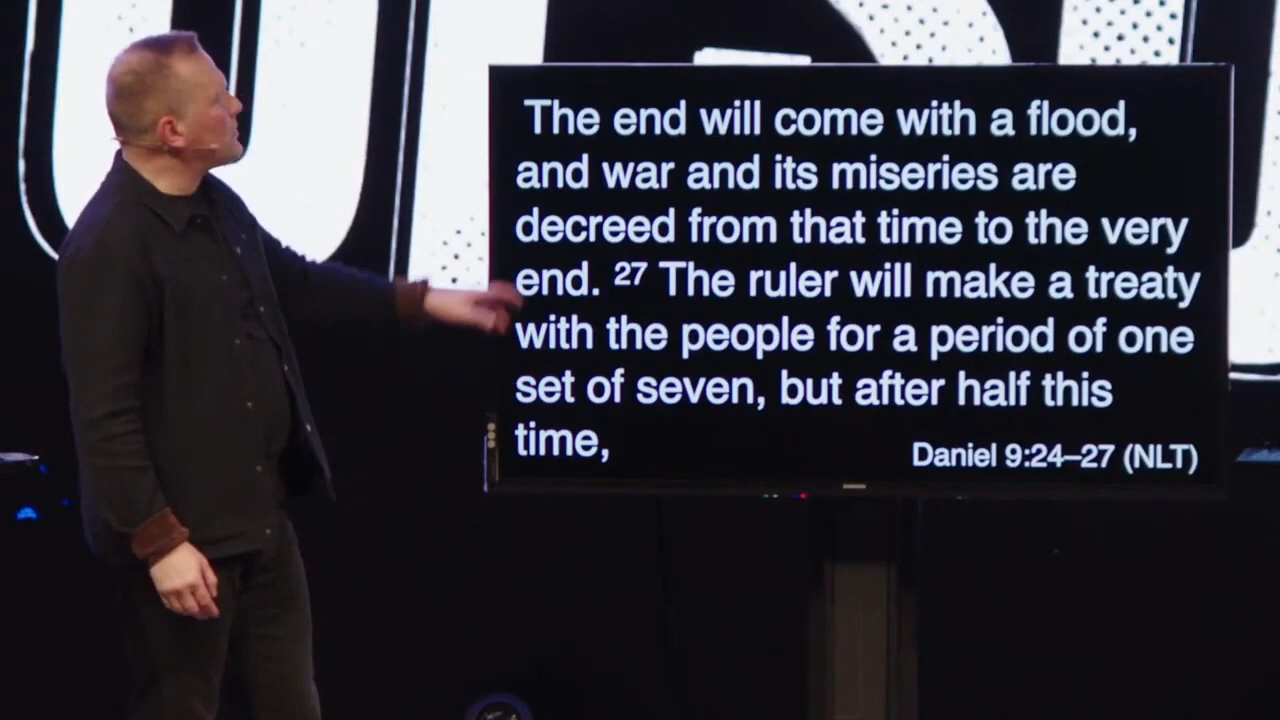 The end will come with a flood,
and war and its miseries are
decreed from that time to the very
end. 27 The ruler will make a treaty
with the people for a period of one
set of seven, but after half this
time,
Daniel 9:24–27 (NLT)